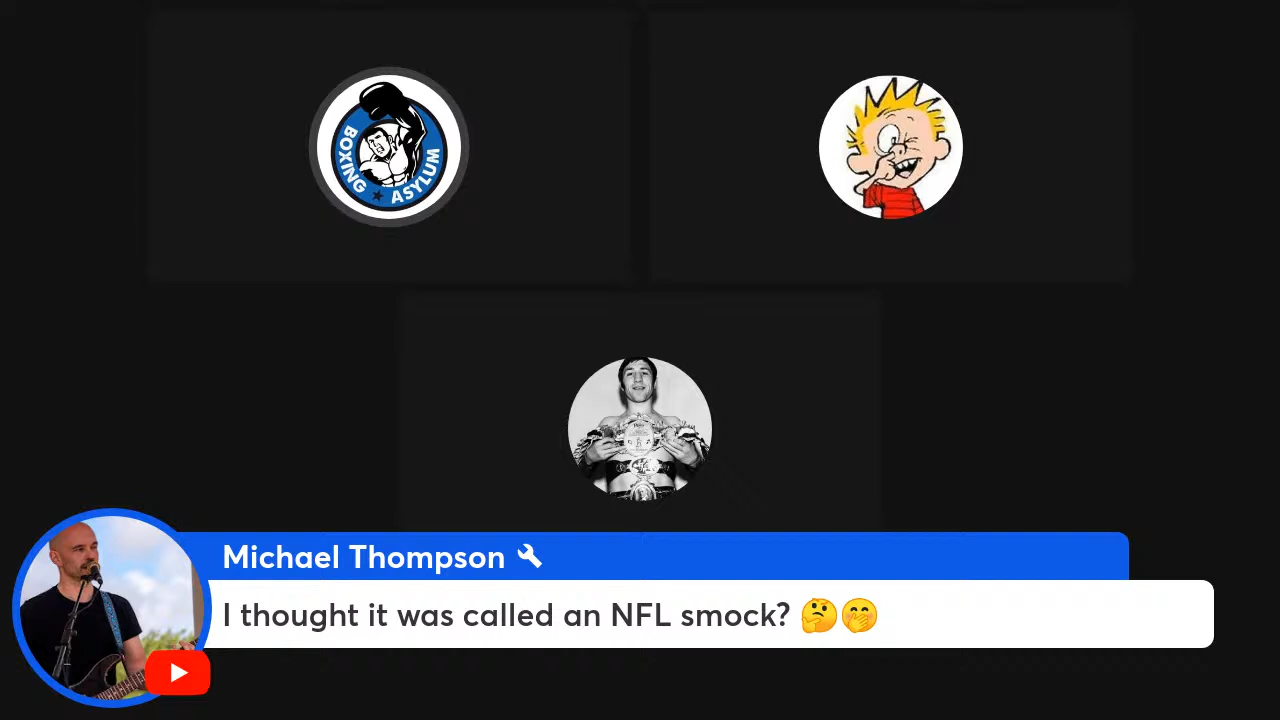 BOXING ASYLUM
Michael Thompson
I thought it was called an NFL smock? 🤔🤭